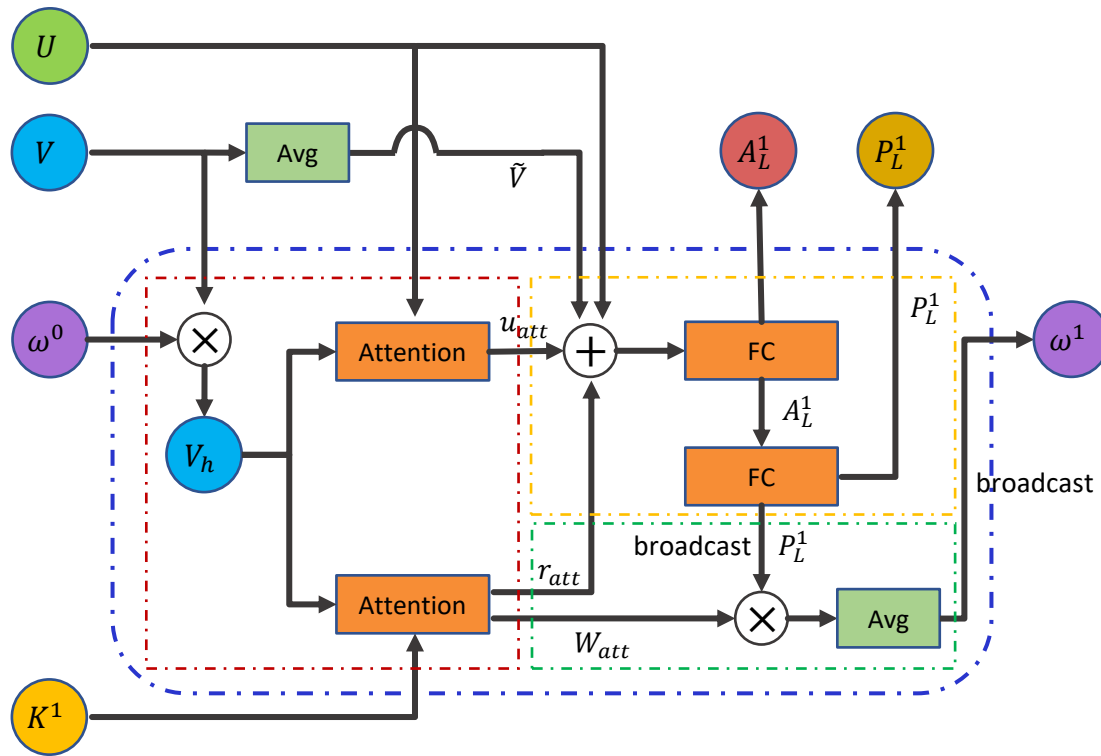 U
V
Avg
Ṽ
A_L^1
P_L^1
ω^0
×
u_att
+
Attention
FC
P_L^1
ω^1
A_L^1
V_h
FC
broadcast
broadcast P_L^1
r_att
Attention
W_att
×
Avg
K^1